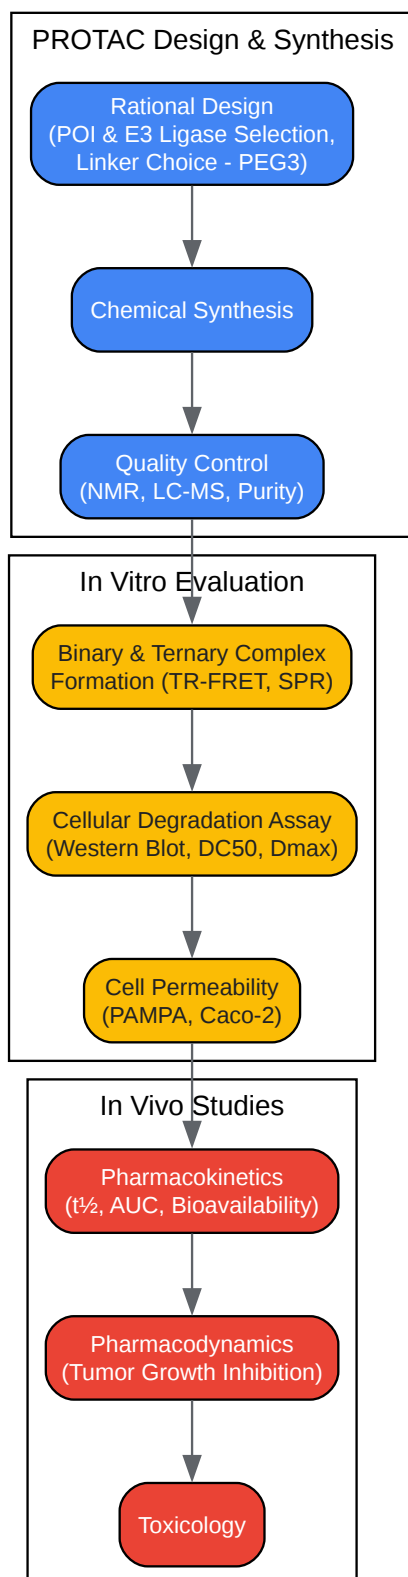 PROTAC Design & Synthesis
Rational Design
(POI & E3 Ligase Selection,
Linker Choice - PEG3)
Chemical Synthesis
Quality Control
(NMR, LC-MS, Purity)
In Vitro Evaluation
Binary & Ternary Complex
Formation (TR-FRET, SPR)
Cellular Degradation Assay
(Western Blot, DC50, Dmax)
Cell Permeability
(PAMPA, Caco-2)
In Vivo Studies
Pharmacokinetics
(t½, AUC, Bioavailability)
Pharmacodynamics
(Tumor Growth Inhibition)
Toxicology